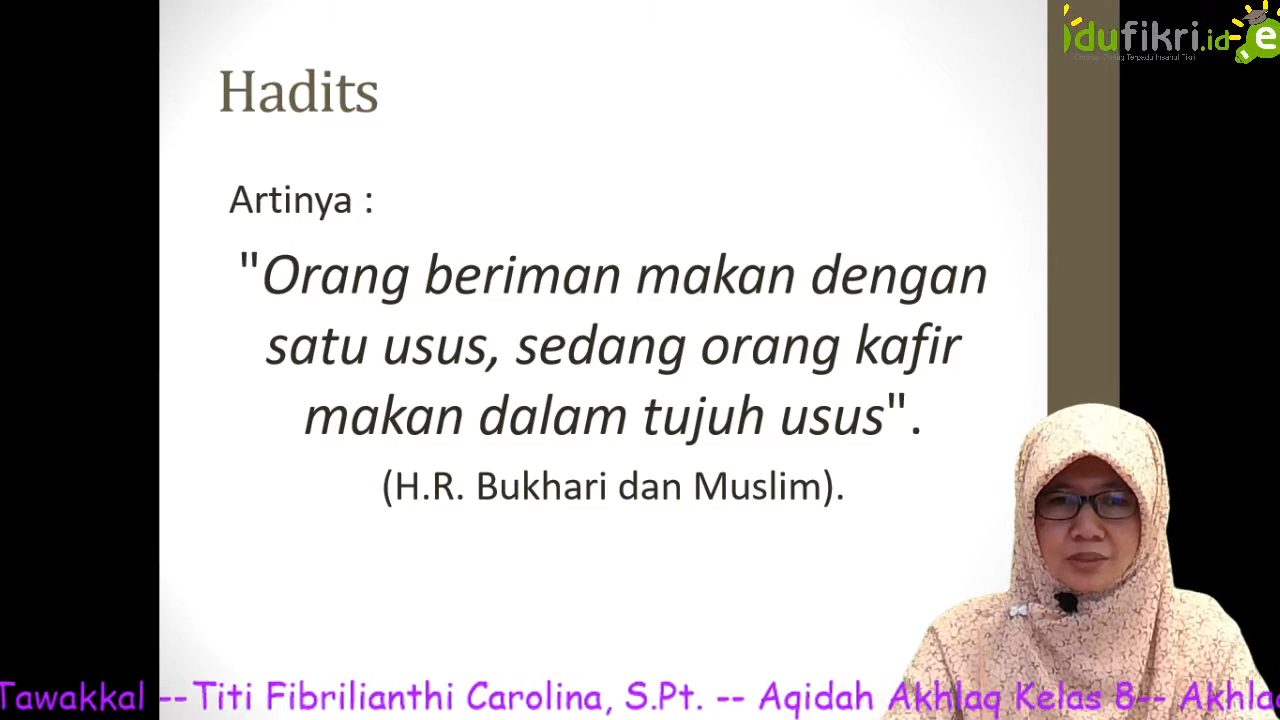 dufikri.id
Hadits
Artinya :
"Orang beriman makan dengan
satu usus, sedang orang kafir
makan dalam tujuh usus".
(H.R. Bukhari dan Muslim).
Tawakkal --Titi Fibrilianthi Carolina, S.Pt. -- Aqidah Akhlaq Kelas 8-- Akhla